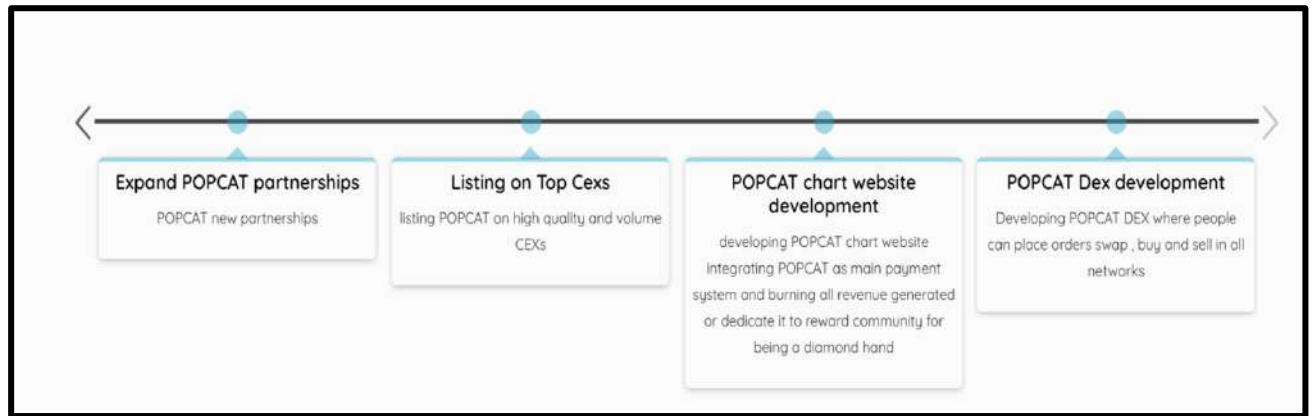 Expand POPCAT partnerships
POPCAT new partnerships
Listing on Top Cexs
listing POPCAT on high quality and volume
CEXs
POPCAT chart website
development
developing POPCAT chart website
integrating POPCAT as main payment
system and burning all revenue generated
or dedicate it to reward community for
being a diamond hand
POPCAT Dex development
Developing POPCAT DEX where people
can place orders swap , buy and sell in all
networks